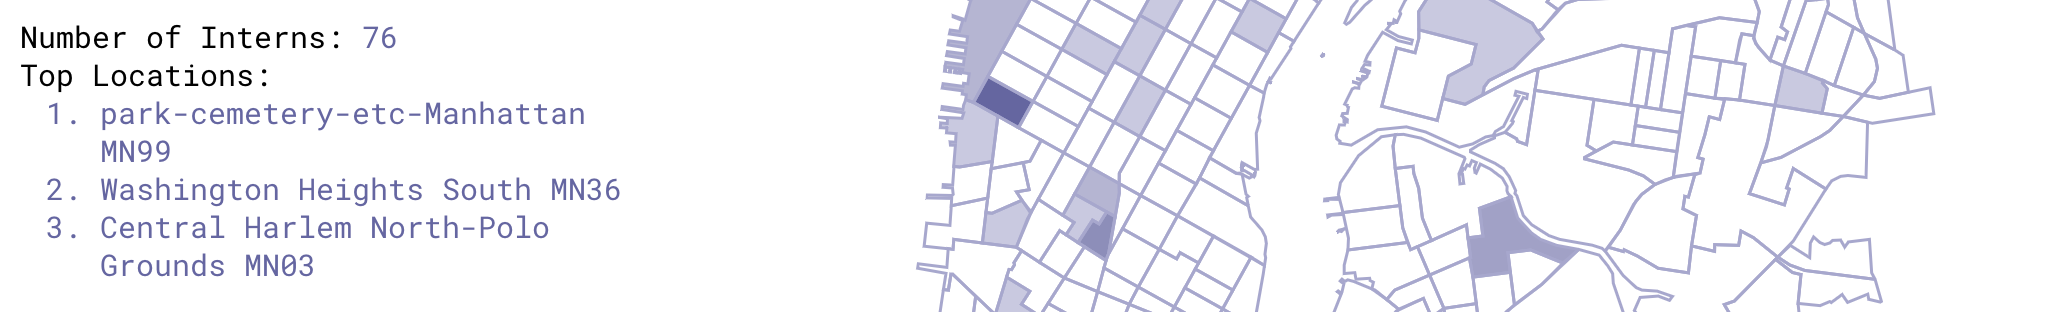 Number of Interns: 76
Top Locations:
1. park-cemetery-etc-Manhattan
MN99
2. Washington Heights South MN36
3. Central Harlem North-Polo
Grounds MN03